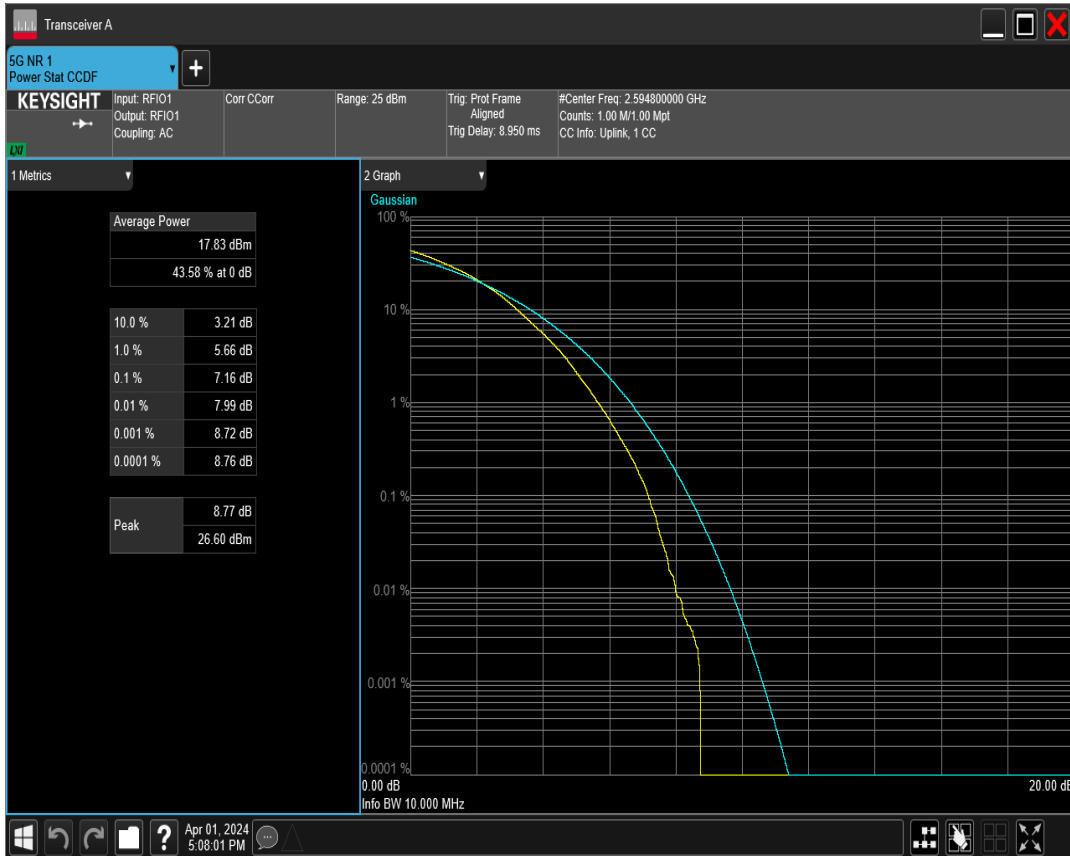 Transceiver A
5G NR 1
Power Stat CCDF
KEYSIGHT
LXI
Input: RFIO1
Output: RFIO1
Coupling: AC
Corr CCorr
Range: 25 dBm
Trig: Prot Frame
Aligned
Trig Delay: 8.950 ms
#Center Freq: 2.594800000 GHz
Counts: 1.00 M/1.00 Mpt
CC Info: Uplink, 1 CC
1 Metrics
Average Power
17.83 dBm
43.58 % at 0 dB
10.0 % 3.21 dB
1.0 % 5.66 dB
0.1 % 7.16 dB
0.01 % 7.99 dB
0.001 % 8.72 dB
0.0001 % 8.76 dB
Peak
8.77 dB
26.60 dBm
2 Graph
Gaussian
100 %
10 %
1 %
0.1 %
0.01 %
0.001 %
0.0001 %
0.00 dB 20.00 dB
Info BW 10.000 MHz
?
Apr 01, 2024
5:08:01 PM